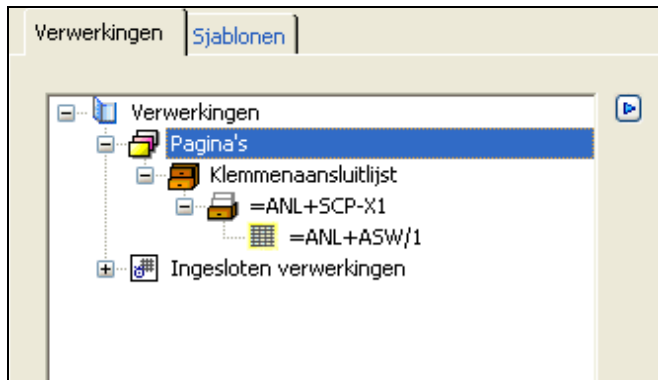 Verwerkingen Sjablonen
Verwerkingen
Pagina's
Klemmenaansluitlijst
=ANL+SCP-X1
=ANL+ASW/1
Ingesloten verwerkingen